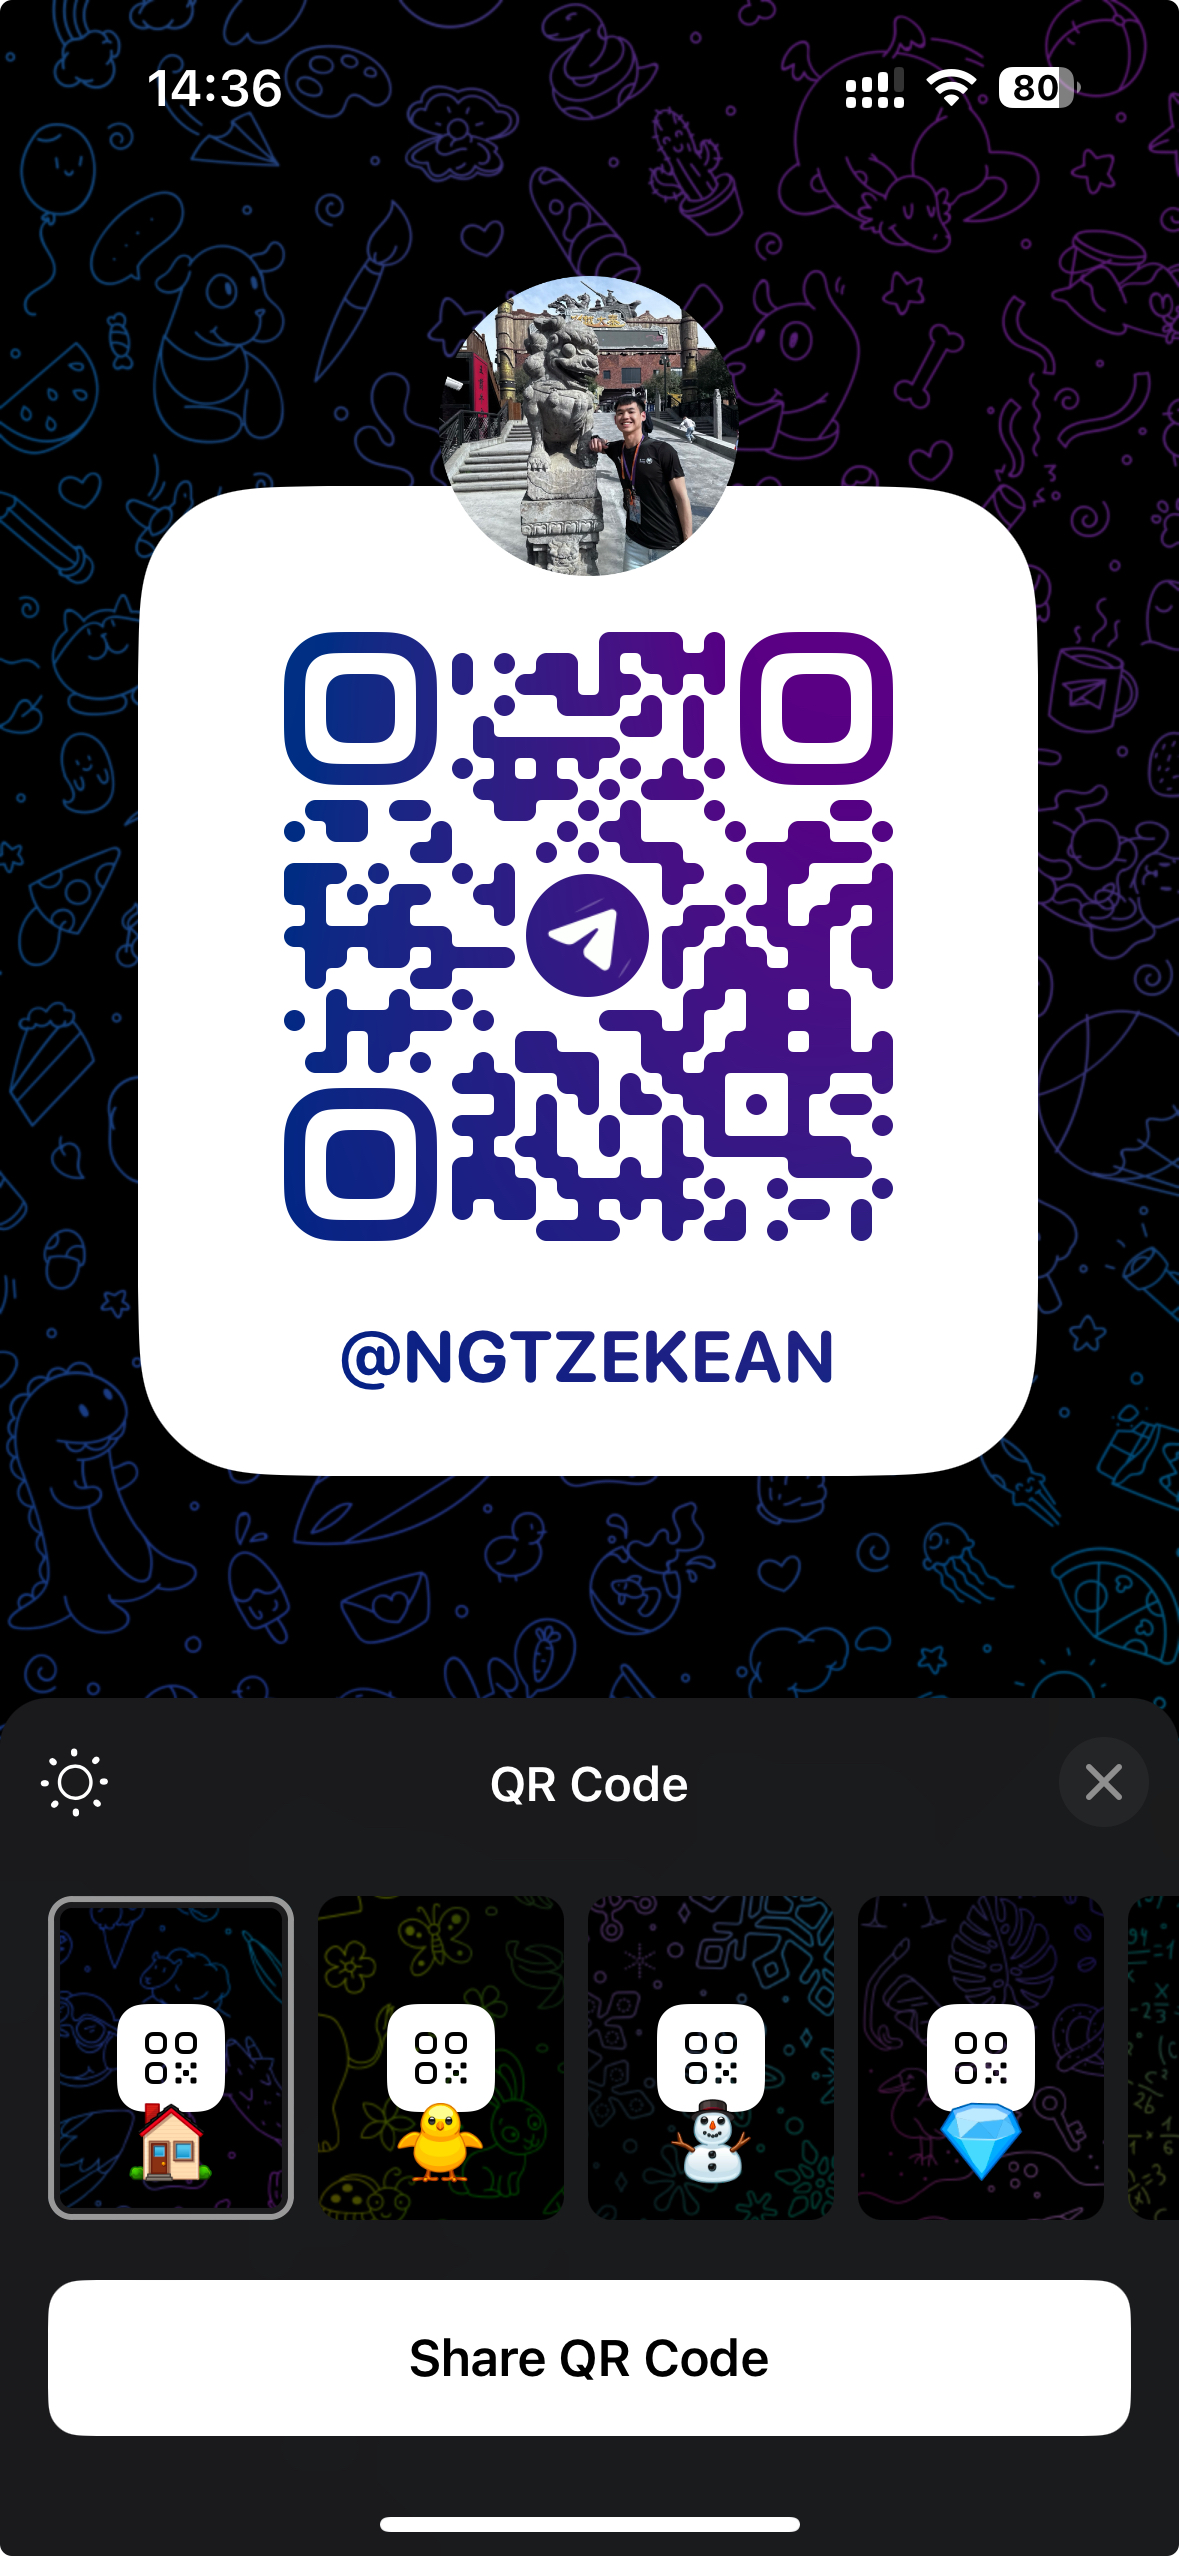 14:36
80
@NGTZEKEAN
QR Code
Share QR Code